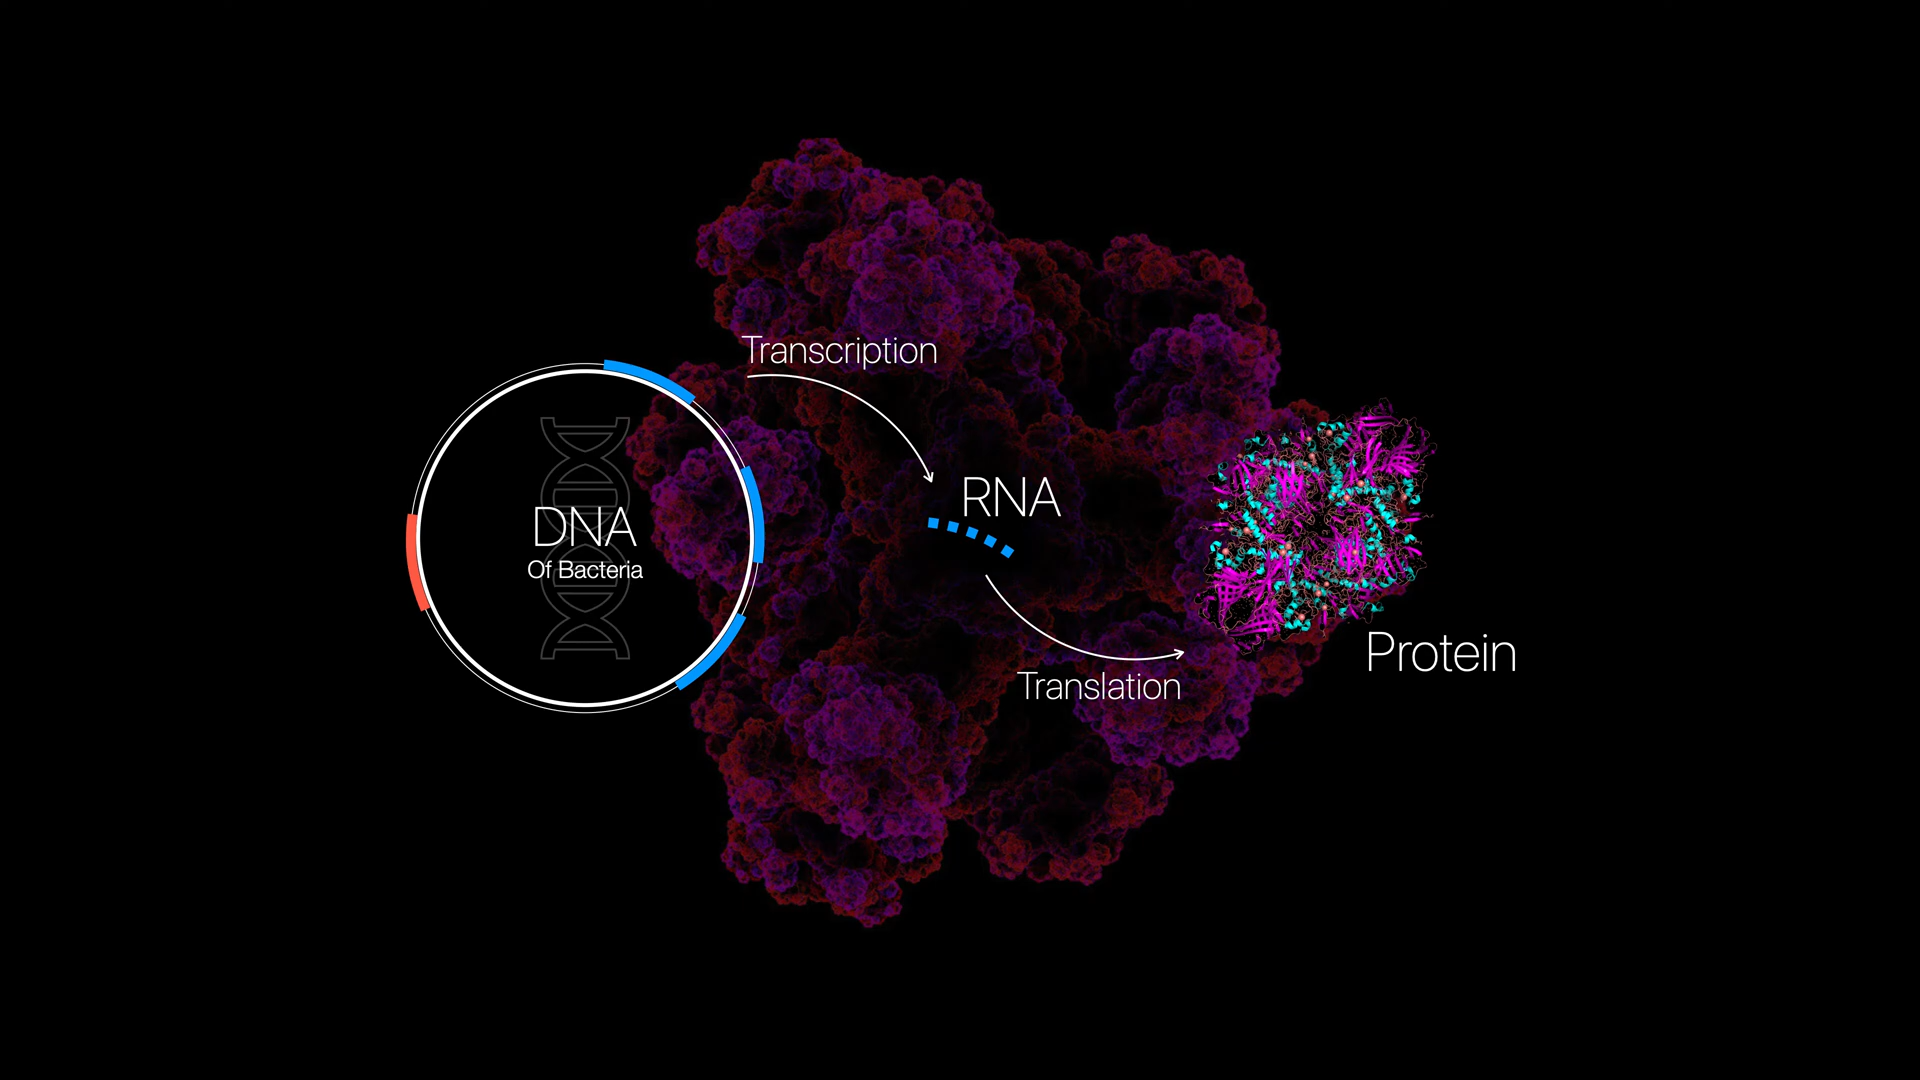 Transcription
DNA
Of Bacteria
RNA
Translation
Protein